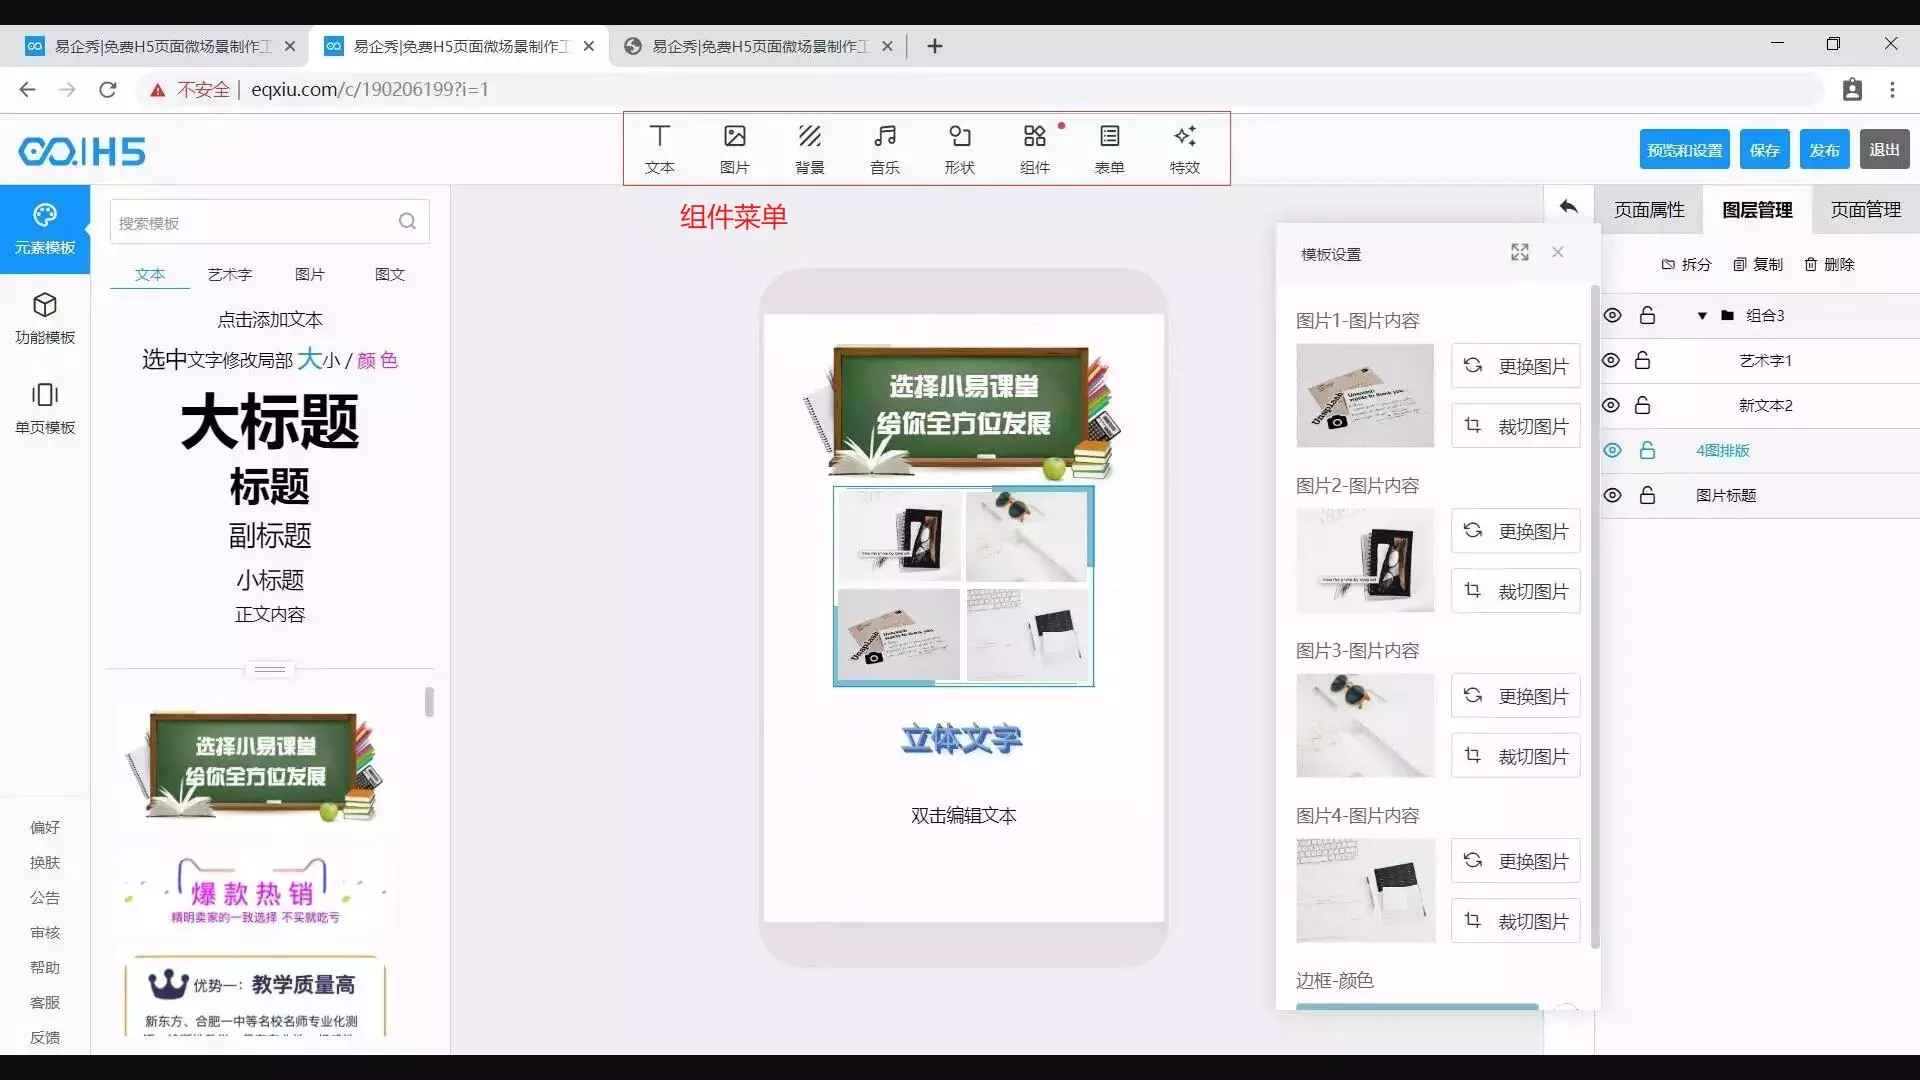 易企秀|免费H5页面微场景制作工
易企秀|免费H5页面微场景制作工
易企秀|免费H5页面微场景制作工
不安全 | eqxiu.com/c/190206199?i=1
H5
文本
图片
背景
音乐
形状
组件
表单
特效
预览和设置
保存
发布
退出
组件菜单
元素模板
功能模板
单页模板
偏好
换肤
公告
审核
帮助
客服
反馈
搜索模板
文本
艺术字
图片
图文
点击添加文本
选中文字修改局部 大小 / 颜色
大标题
标题
副标题
小标题
正文内容
选择小易课堂
给你全方位发展
爆款热销
精明卖家的一致选择 不买就吃亏
优势一：教学质量高
新东方、合肥一中等名校名师专业化测
选择小易课堂
给你全方位发展
立体文字
双击编辑文本
模板设置
图片1-图片内容
更换图片
裁切图片
图片2-图片内容
更换图片
裁切图片
图片3-图片内容
更换图片
裁切图片
图片4-图片内容
更换图片
裁切图片
边框-颜色
页面属性
图层管理
页面管理
拆分
复制
删除
组合3
艺术字1
新文本2
4图排版
图片标题